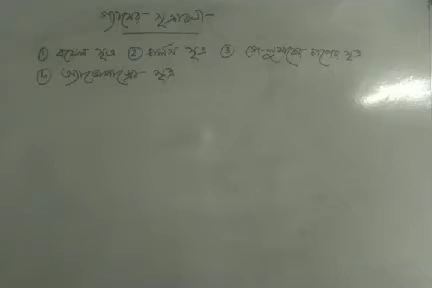 গ্যাসের সূত্রাবলী-
① বয়েল সূত্র ② চার্লস সূত্র ③ গে-লুসাকের চাপের সূত্র
④ অ্যাভোগাড্রো সূত্র